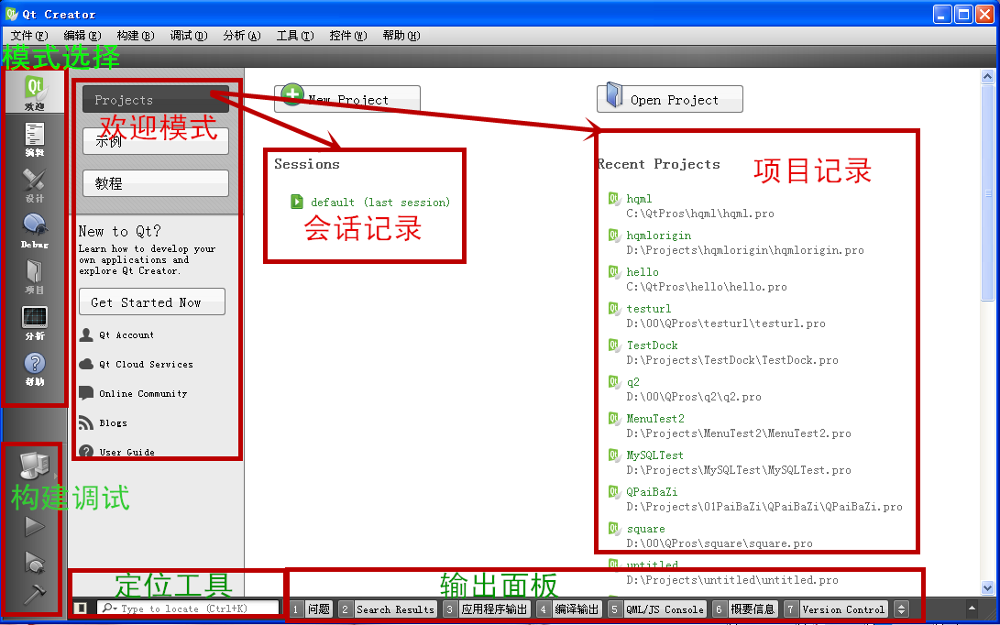 Qt Creator
文件(F) 编辑(E) 构建(B) 调试(D) 分析(A) 工具(T) 控件(W) 帮助(H)
模式选择
Qt
欢迎
编辑
设计
Debug
项目
分析
帮助
构建调试
Projects
欢迎模式
示例
教程
New to Qt?
Learn how to develop your
own applications and
explore Qt Creator.
Get Started Now
Qt Account
Qt Cloud Services
Online Community
Blogs
User Guide
New Project
Open Project
Sessions
default (last session)
会话记录
Recent Projects
项目记录
hqml
C:\QtPros\hqml\hqml.pro
hqmlorigin
D:\Projects\hqmlorigin\hqmlorigin.pro
hello
C:\QtPros\hello\hello.pro
testurl
D:\00\QPros\testurl\testurl.pro
TestDock
D:\Projects\TestDock\TestDock.pro
q2
D:\00\QPros\q2\q2.pro
MenuTest2
D:\Projects\MenuTest2\MenuTest2.pro
MySQLTest
D:\Projects\MySQLTest\MySQLTest.pro
QPaiBaZi
D:\Projects\01PaiBaZi\QPaiBaZi\QPaiBaZi.pro
square
D:\00\QPros\square\square.pro
untitled
D:\Projects\untitled\untitled.pro
定位工具
输出面板
Type to locate (Ctrl+K)
1 问题 2 Search Results 3 应用程序输出 4 编译输出 5 QML/JS Console 6 概要信息 7 Version Control